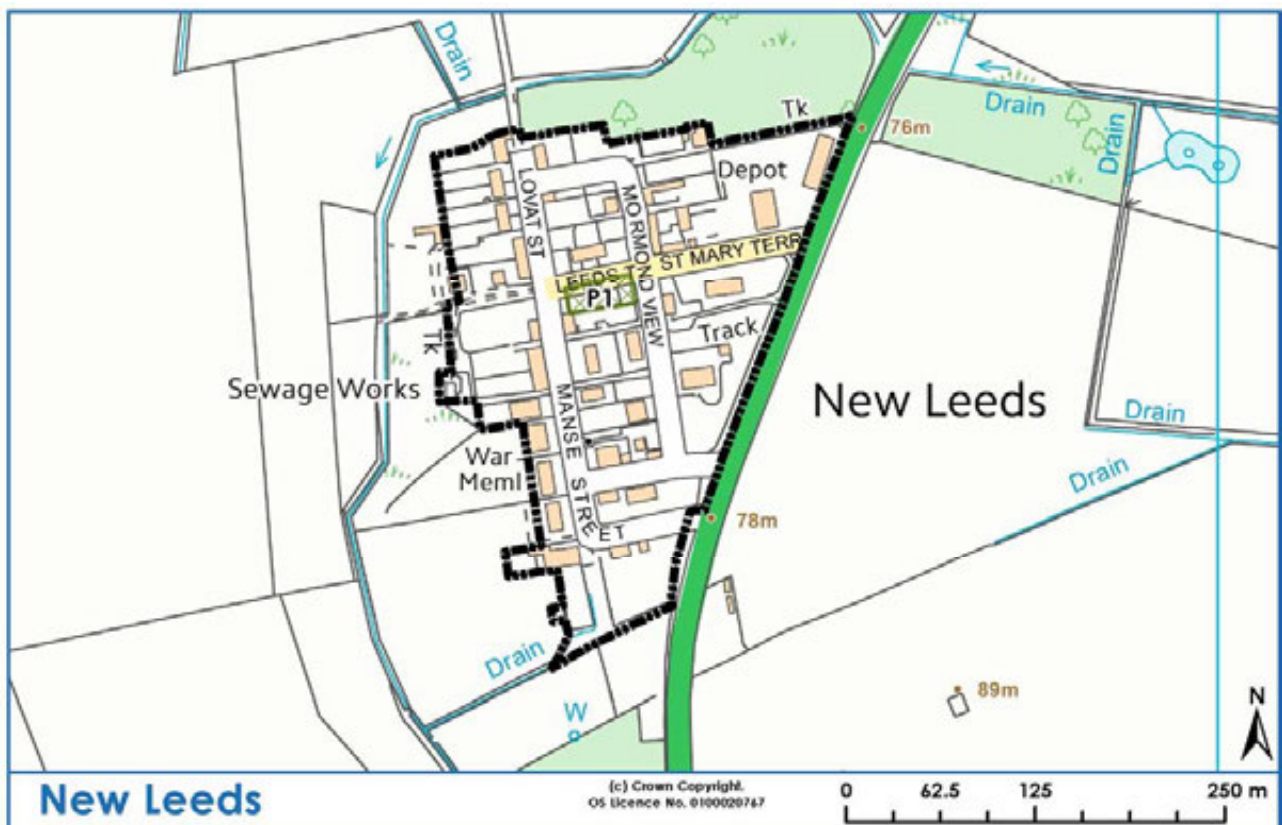 Drain
Tk
76m
Drain
Drain
Depot
LOVAT ST
MORMOND VIEW
ST MARY TERR
LEEDS T
P1
Tk
Track
Sewage Works
New Leeds
Drain
MANSE STREET
War
Meml
Drain
78m
Drain
89m
W
N
New Leeds
(c) Crown Copyright.
OS Licence No. 0100020767
0 62.5 125 250 m